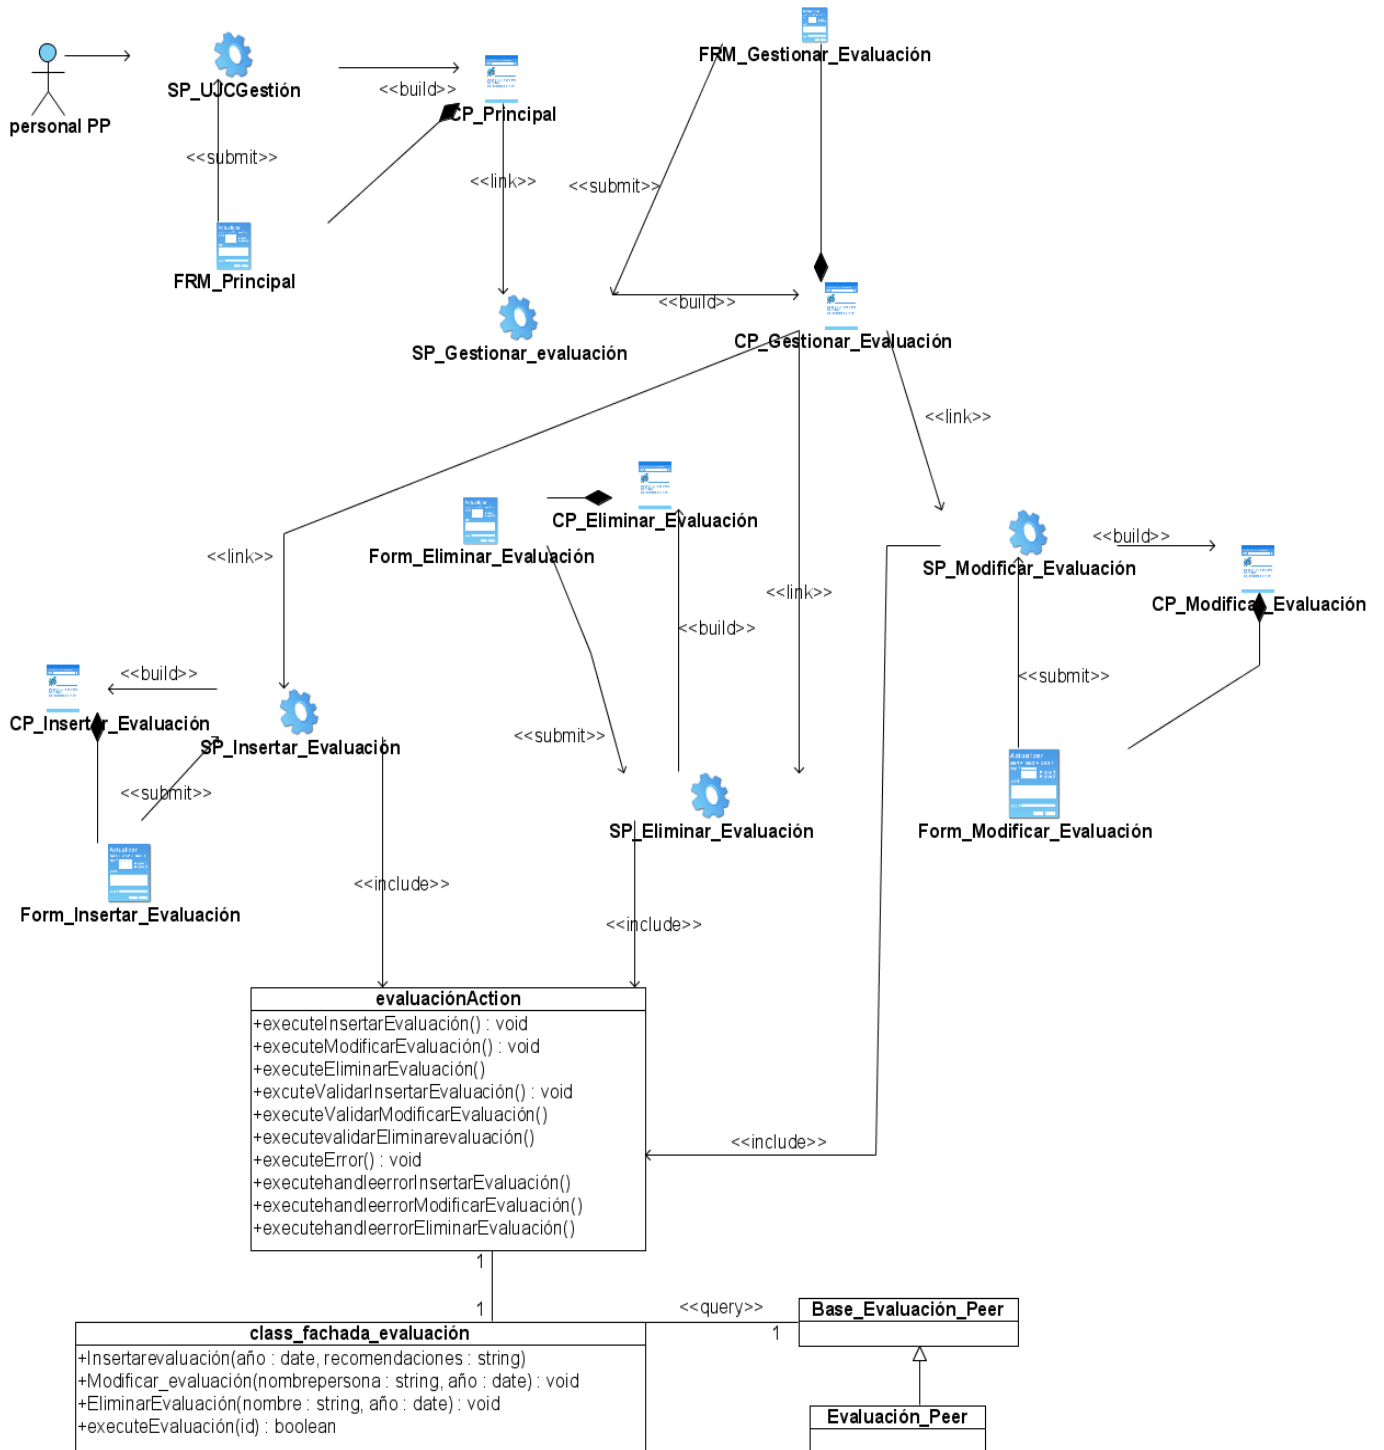 FRM_Gestionar_Evaluación
SP_UJCGestión
<<build>>
CP_Principal
personal PP
<<submit>>
<<link>>
<<submit>>
FRM_Principal
<<build>>
SP_Gestionar_evaluación
CP_Gestionar_Evaluación
<<link>>
CP_Eliminar_Evaluación
<<link>>
Form_Eliminar_Evaluación
<<build>>
SP_Modificar_Evaluación
<<link>>
CP_Modificar_Evaluación
<<build>>
<<build>>
<<submit>>
CP_Insertar_Evaluación
SP_Insertar_Evaluación
<<submit>>
<<submit>>
SP_Eliminar_Evaluación
Actualizar
Form_Modificar_Evaluación
<<include>>
Form_Insertar_Evaluación
<<include>>
evaluaciónAction
+executeInsertarEvaluación() : void
+executeModificarEvaluación() : void
+executeEliminarEvaluación()
+excuteValidarInsertarEvaluación() : void
+executeValidarModificarEvaluación()
+executevalidarEliminarevaluación()
<<include>>
+executeError() : void
+executehandleerrorInsertarEvaluación()
+executehandleerrorModificarEvaluación()
+executehandleerrorEliminarEvaluación()
1
1
<<query>>
Base_Evaluación_Peer
1
class_fachada_evaluación
+Insertarevaluación(año : date, recomendaciones : string)
+Modificar_evaluación(nombrepersona : string, año : date) : void
+EliminarEvaluación(nombre : string, año : date) : void
+executeEvaluación(id) : boolean
Evaluación_Peer